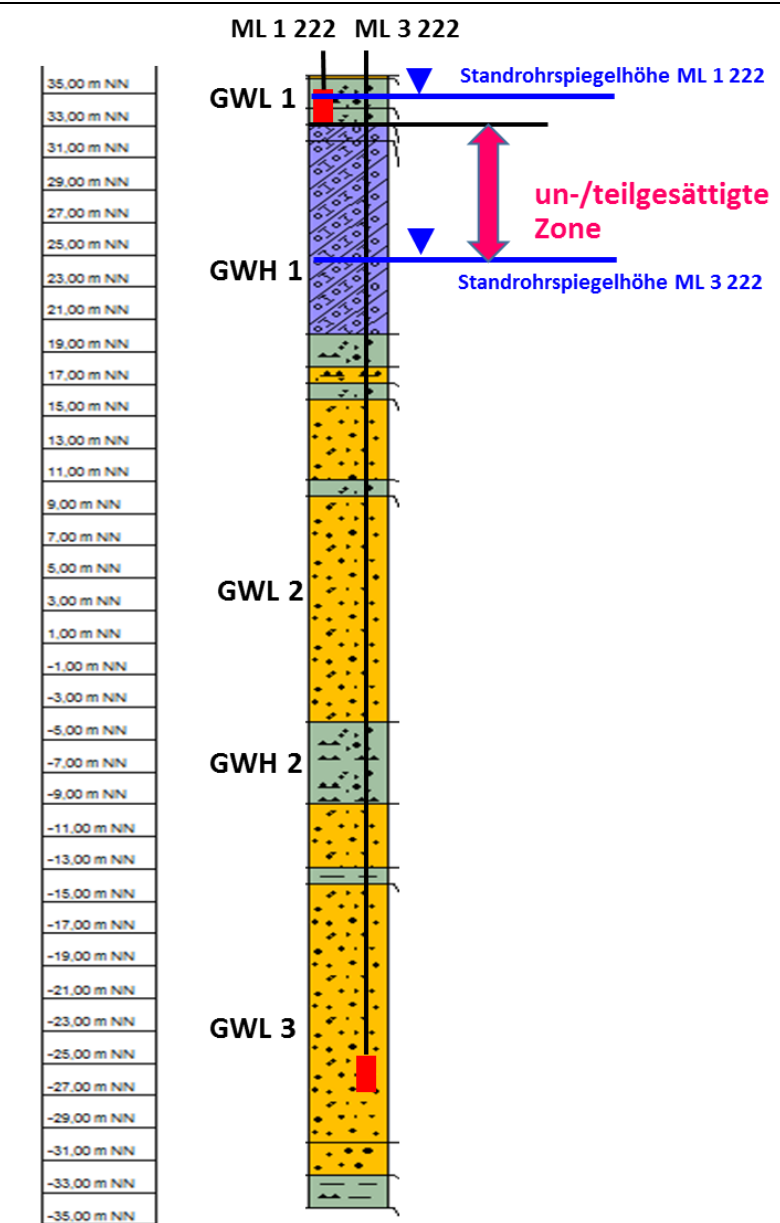 ML 1 222 ML 3 222
35,00 m NN
33,00 m NN
31,00 m NN
29,00 m NN
27,00 m NN
25,00 m NN
23,00 m NN
21,00 m NN
19,00 m NN
17,00 m NN
15,00 m NN
13,00 m NN
11,00 m NN
9,00 m NN
7,00 m NN
5,00 m NN
3,00 m NN
1,00 m NN
-1,00 m NN
-3,00 m NN
-5,00 m NN
-7,00 m NN
-9,00 m NN
-11,00 m NN
-13,00 m NN
-15,00 m NN
-17,00 m NN
-19,00 m NN
-21,00 m NN
-23,00 m NN
-25,00 m NN
-27,00 m NN
-29,00 m NN
-31,00 m NN
-33,00 m NN
-35,00 m NN
GWL 1
GWH 1
GWL 2
GWH 2
GWL 3
Standrohrspiegelhöhe ML 1 222
un-/teilgesättigte
Zone
Standrohrspiegelhöhe ML 3 222